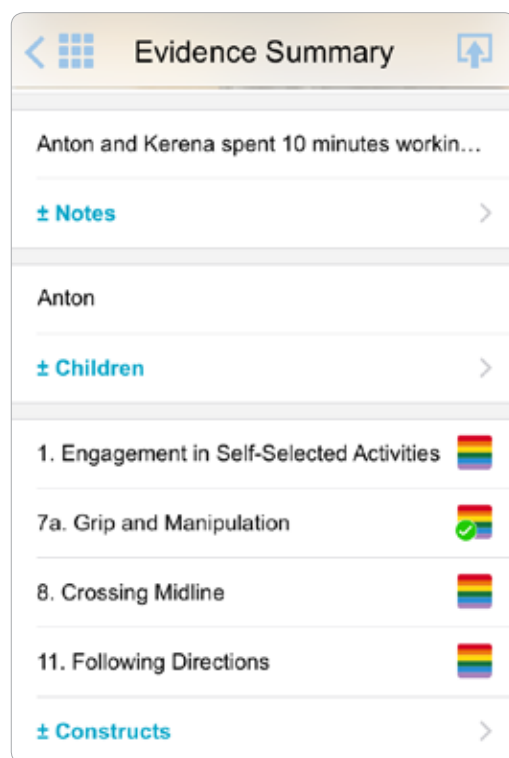 Evidence Summary
Anton and Kerena spent 10 minutes workin...
± Notes
Anton
± Children
1. Engagement in Self-Selected Activities
7a. Grip and Manipulation
8. Crossing Midline
11. Following Directions
± Constructs